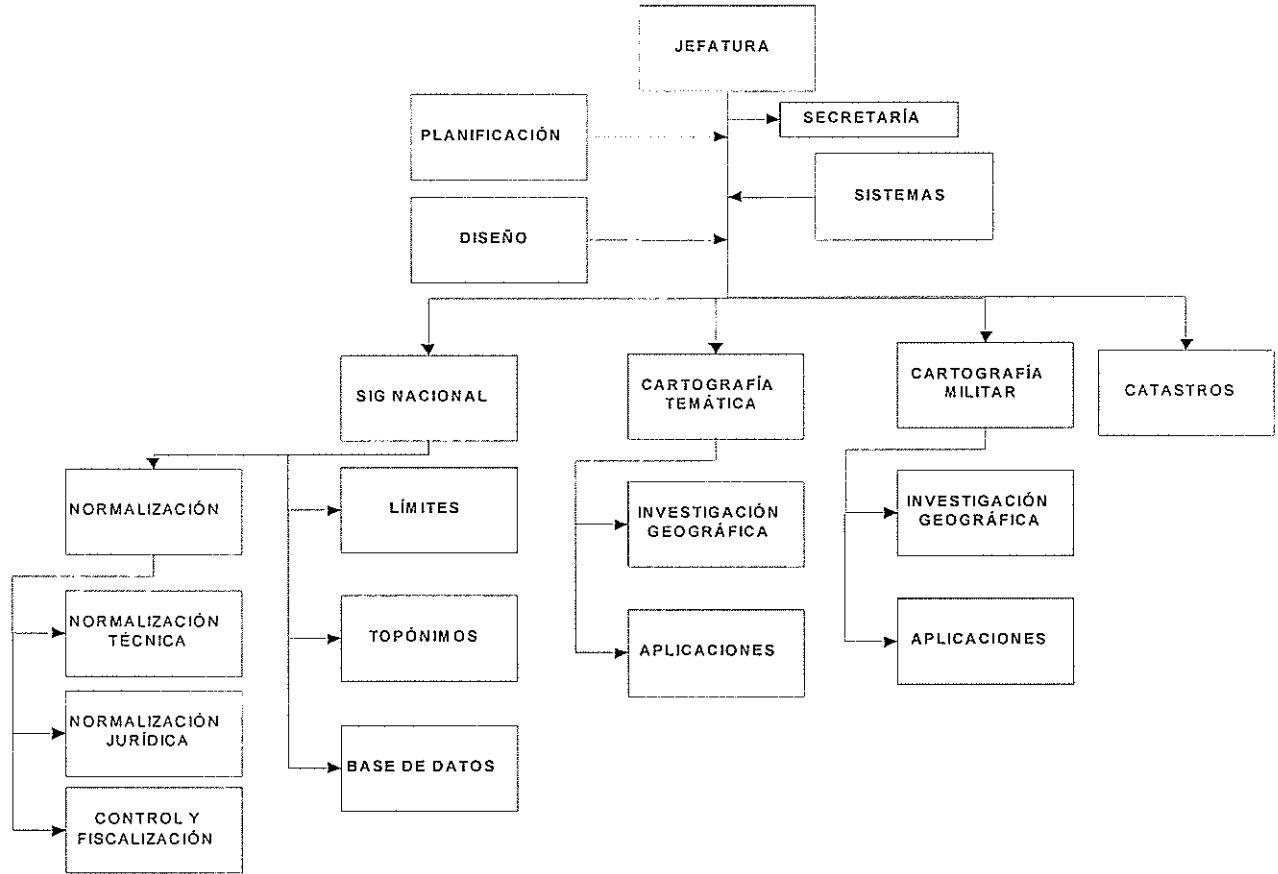 JEFATURA
SECRETARÍA
PLANIFICACIÓN
SISTEMAS
DISEÑO
SIG NACIONAL
CARTOGRAFÍA
TEMÁTICA
CARTOGRAFÍA
MILITAR
CATASTROS
NORMALIZACIÓN
LÍMITES
INVESTIGACIÓN
GEOGRÁFICA
INVESTIGACIÓN
GEOGRÁFICA
NORMALIZACIÓN
TÉCNICA
TOPÓNIMOS
APLICACIONES
APLICACIONES
NORMALIZACIÓN
JURÍDICA
BASE DE DATOS
CONTROL Y
FISCALIZACIÓN